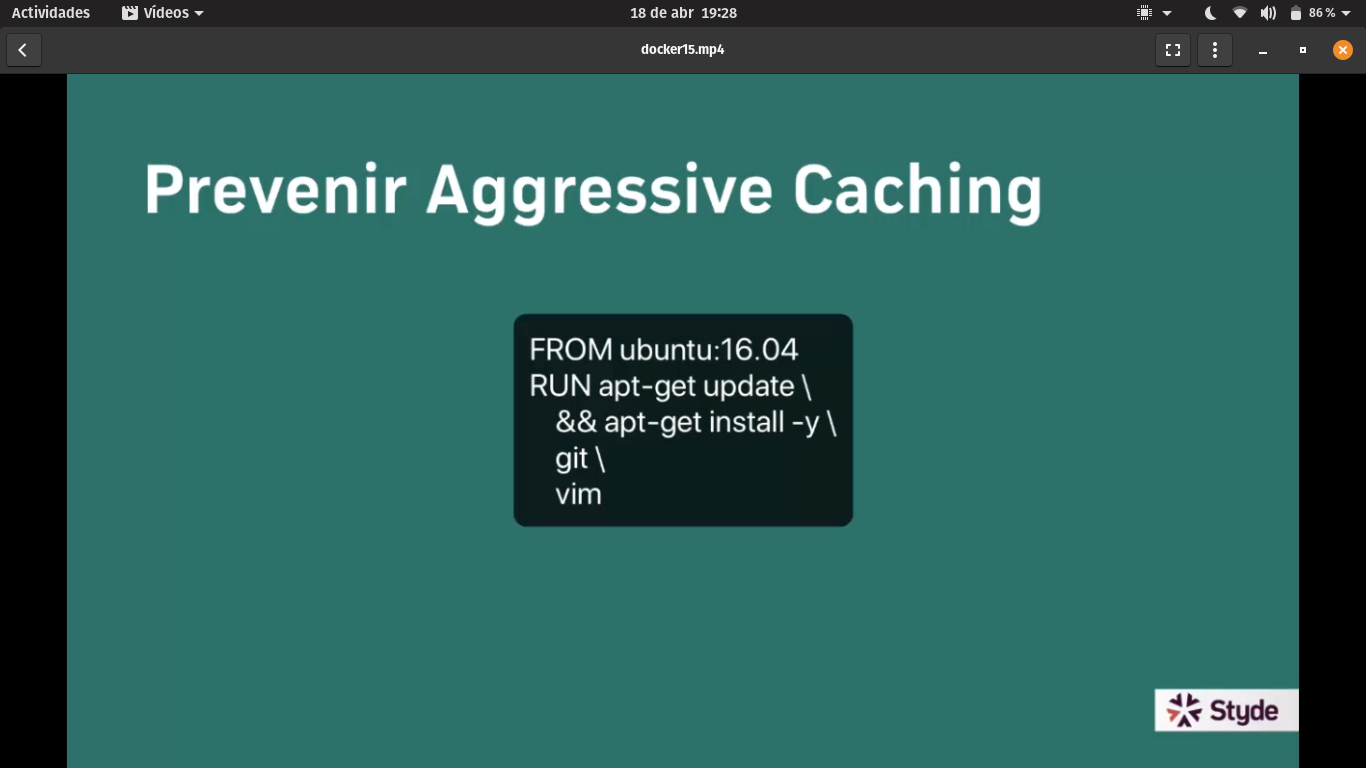 Actividades Vídeos 18 de abr 19:28 86 %
docker15.mp4
Prevenir Aggressive Caching
FROM ubuntu:16.04
RUN apt-get update \
&& apt-get install -y \
git \
vim
Styde